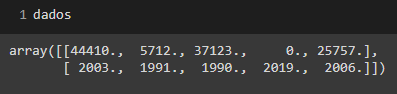 1 dados
array([[44410., 5712., 37123., 0., 25757.],
[ 2003., 1991., 1990., 2019., 2006.]])